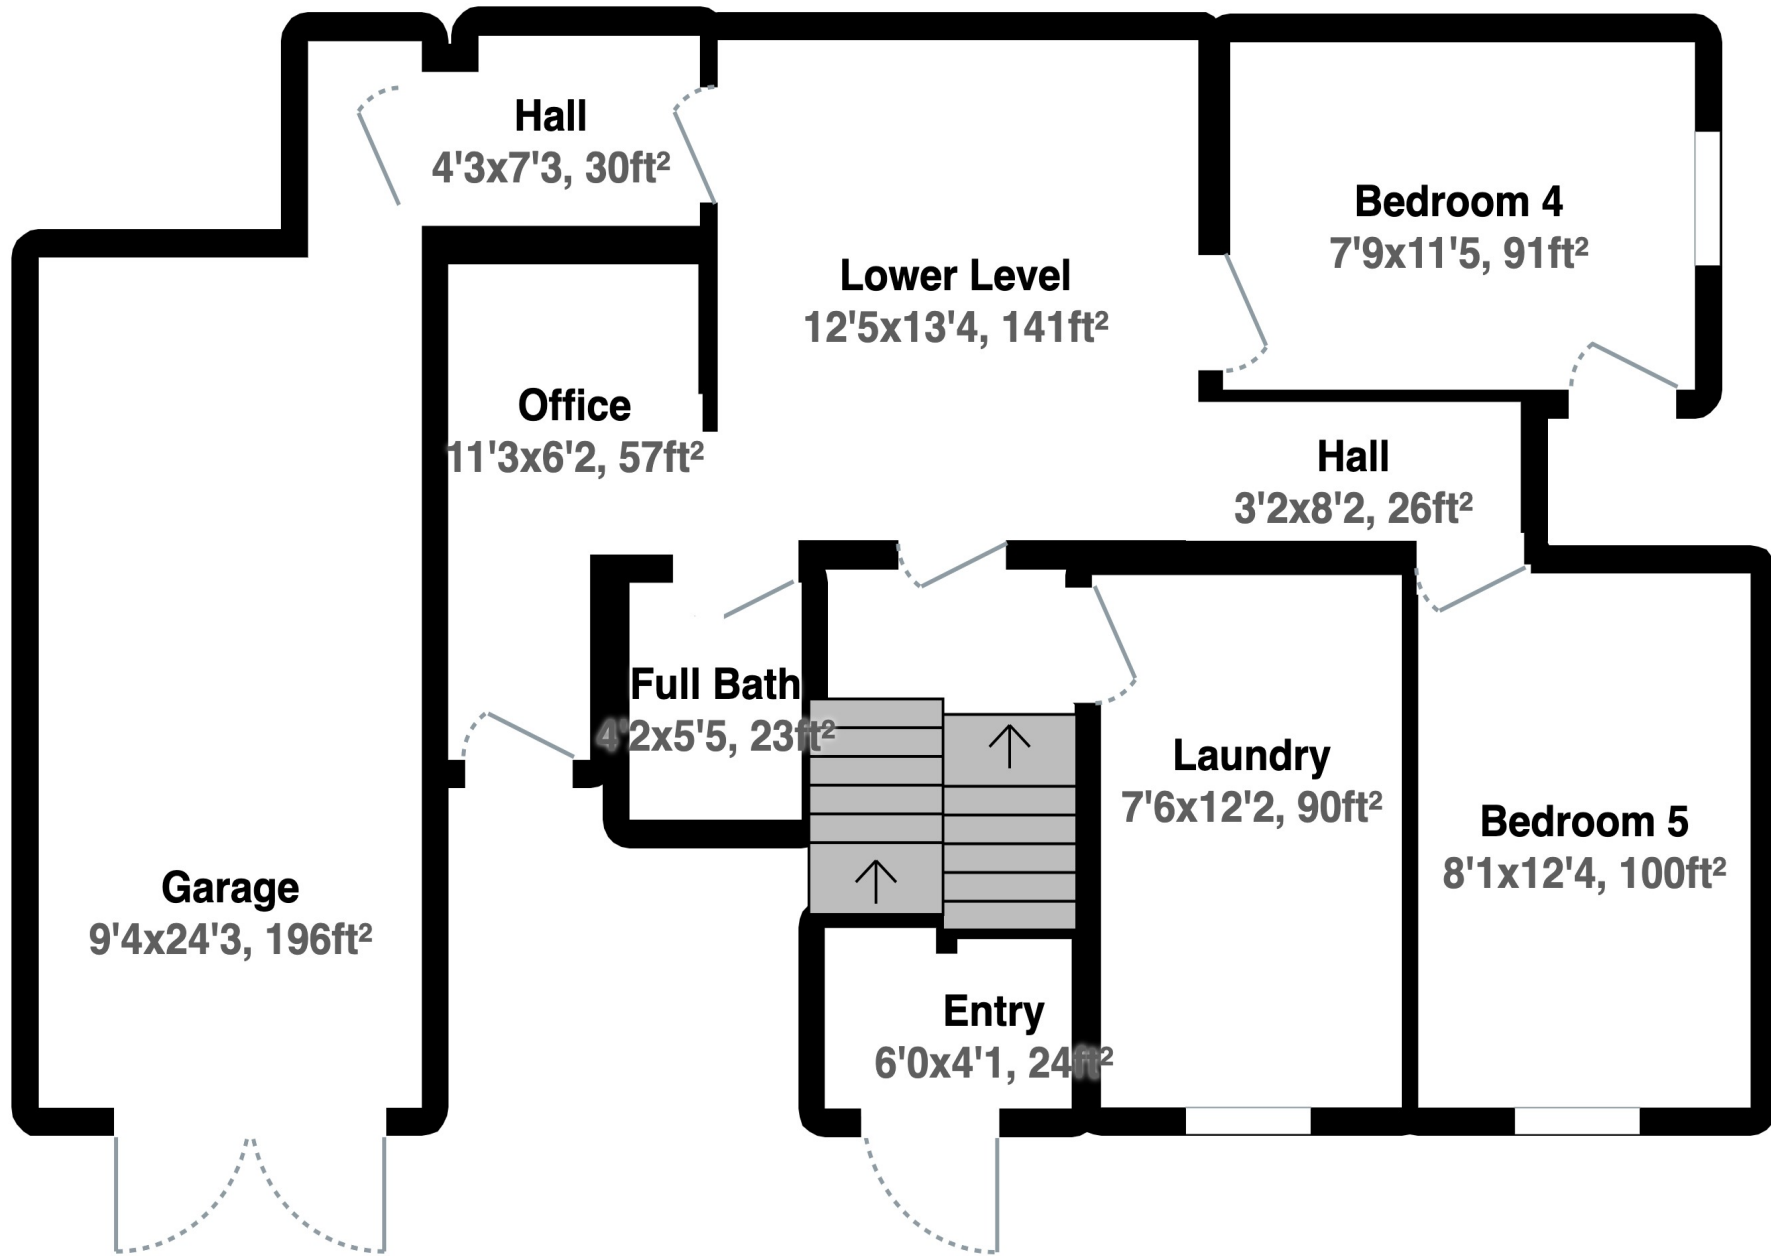 Hall
4'3x7'3, 30ft²
Bedroom 4
7'9x11'5, 91ft²
Lower Level
12'5x13'4, 141ft²
Office
11'3x6'2, 57ft²
Hall
3'2x8'2, 26ft²
Full Bath
4'2x5'5, 23ft²
Laundry
7'6x12'2, 90ft²
Bedroom 5
8'1x12'4, 100ft²
Garage
9'4x24'3, 196ft²
Entry
6'0x4'1, 24ft²